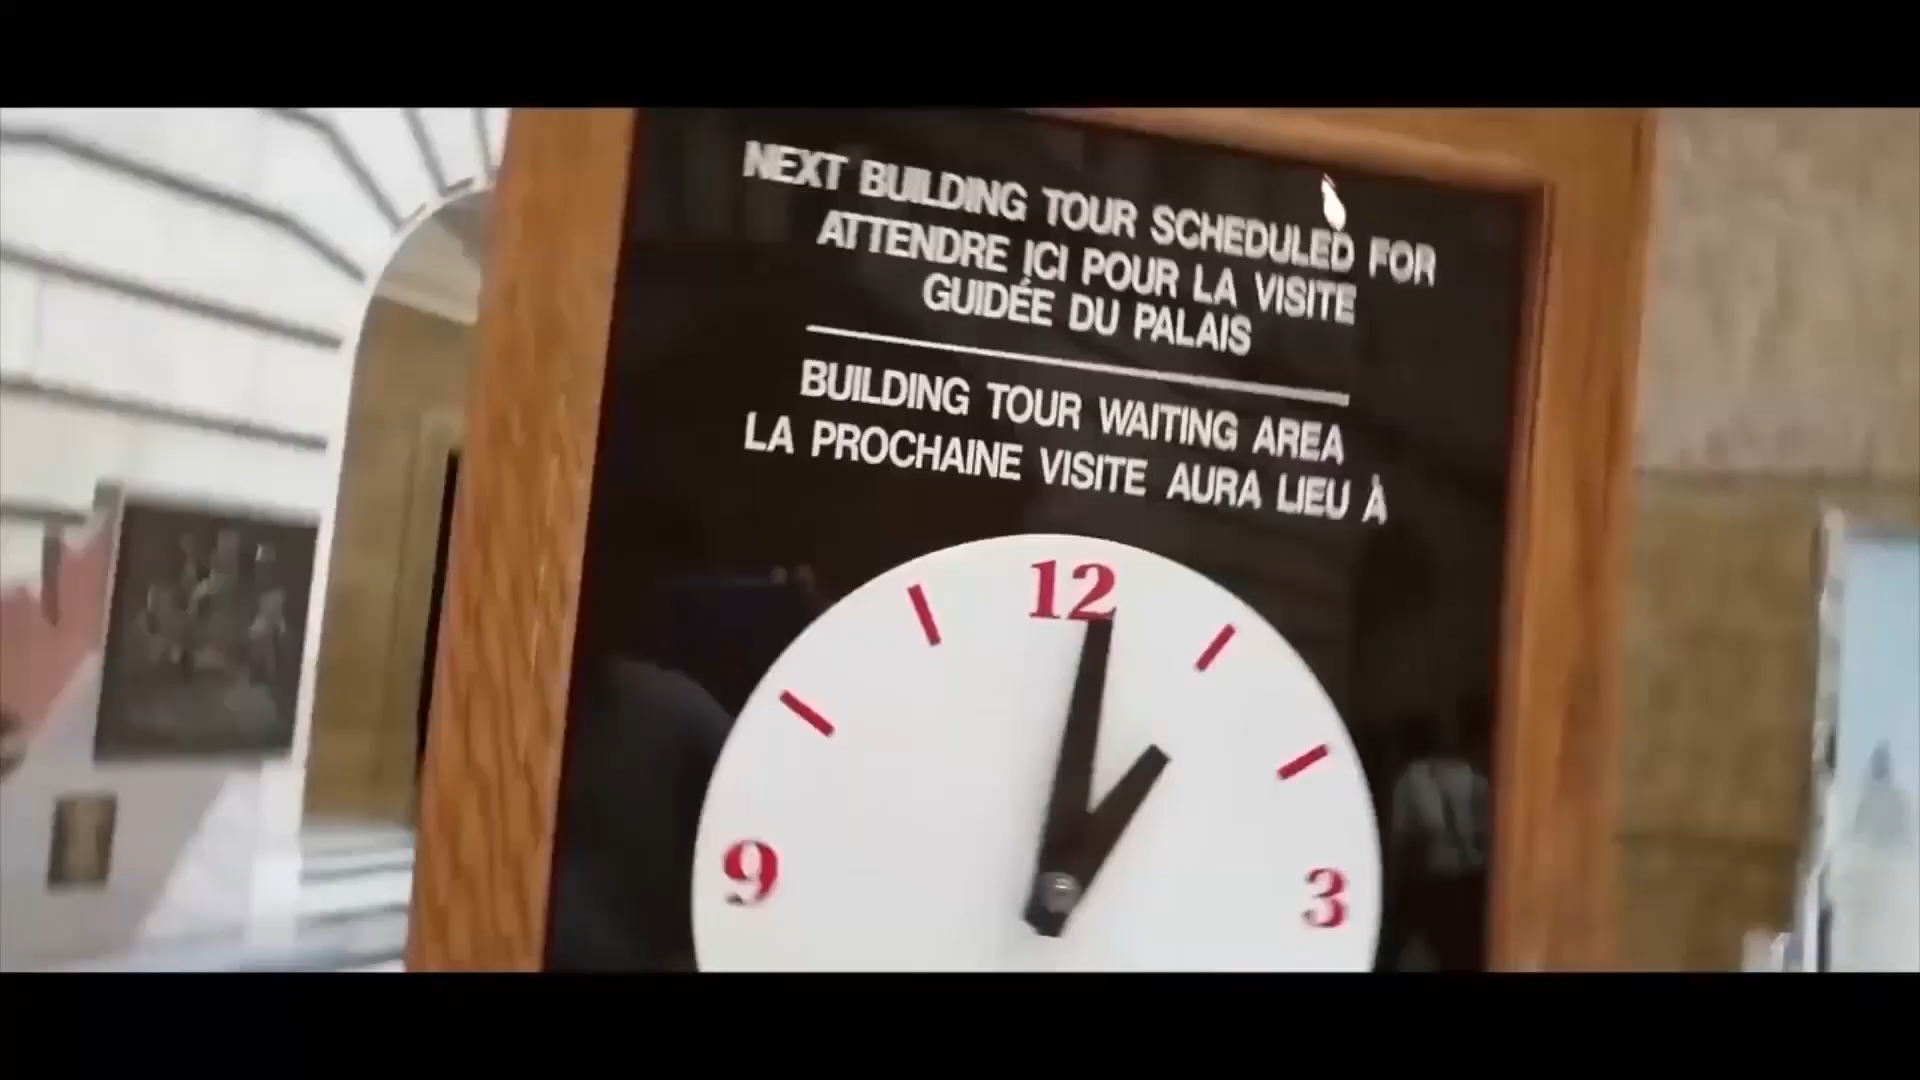 NEXT BUILDING TOUR SCHEDULED FOR
ATTENDRE ICI POUR LA VISITE
GUIDÉE DU PALAIS
BUILDING TOUR WAITING AREA
LA PROCHAINE VISITE AURA LIEU À
12
9
3